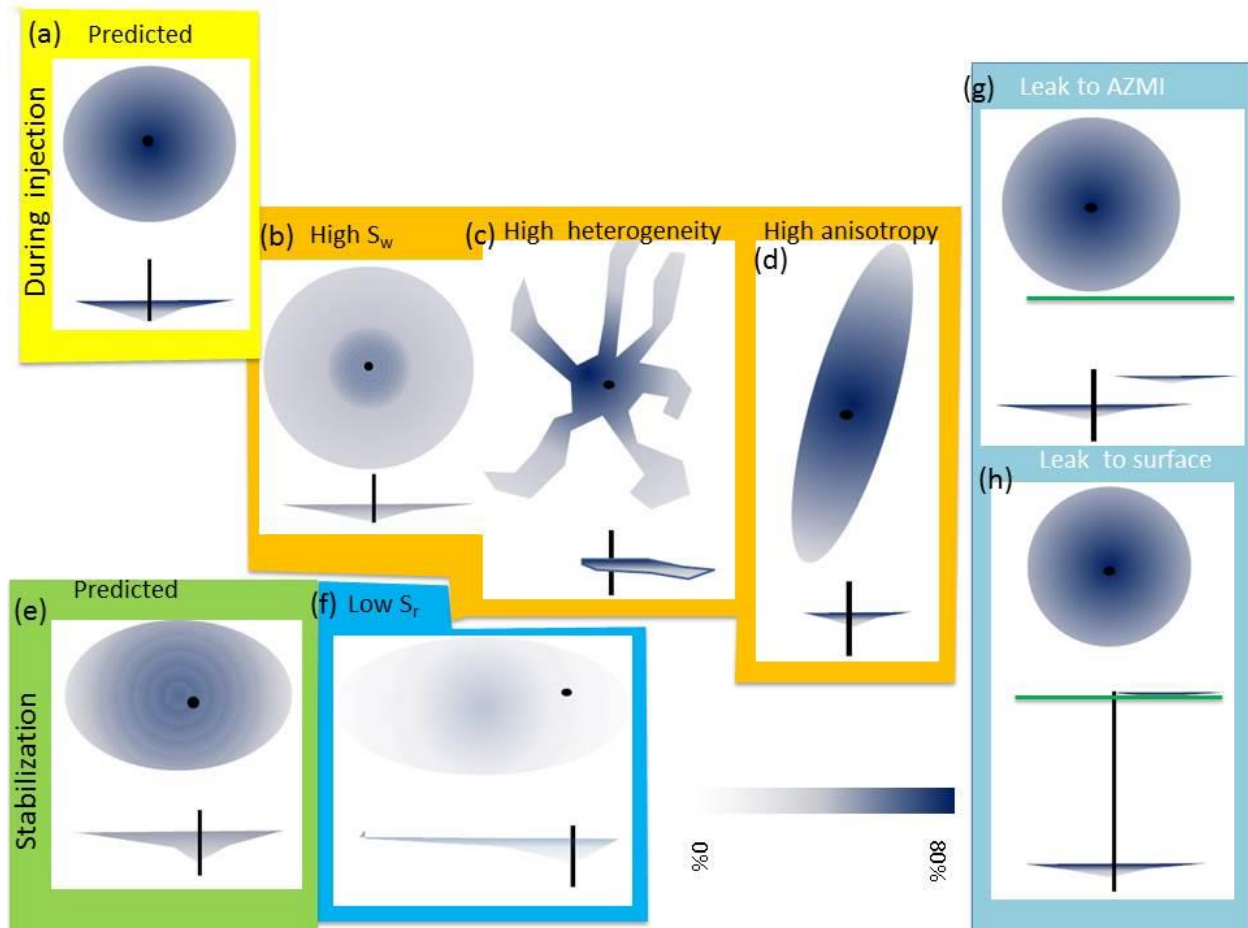 (a) Predicted
During injection
(b) High Sw
(c) High heterogeneity
High anisotropy
(d)
(g) Leak to AZMI
Leak to surface
(h)
Predicted
(e)
Stabilization
(f) Low Sr
%0
80%